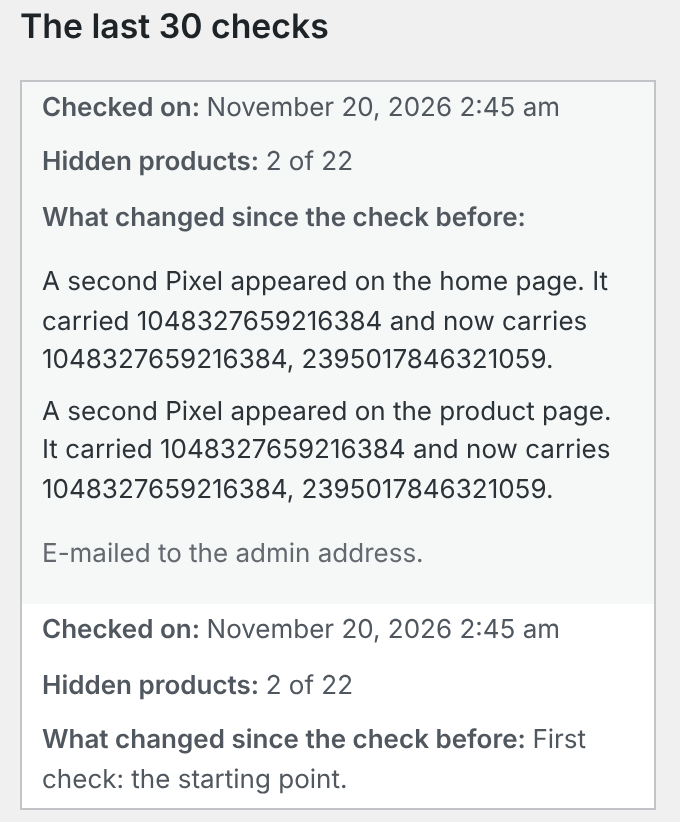 The last 30 checks
Checked on: November 20, 2026 2:45 am
Hidden products: 2 of 22
What changed since the check before:
A second Pixel appeared on the home page. It
carried 1048327659216384 and now carries
1048327659216384, 2395017846321059.
A second Pixel appeared on the product page.
It carried 1048327659216384 and now carries
1048327659216384, 2395017846321059.
E-mailed to the admin address.
Checked on: November 20, 2026 2:45 am
Hidden products: 2 of 22
What changed since the check before: First
check: the starting point.